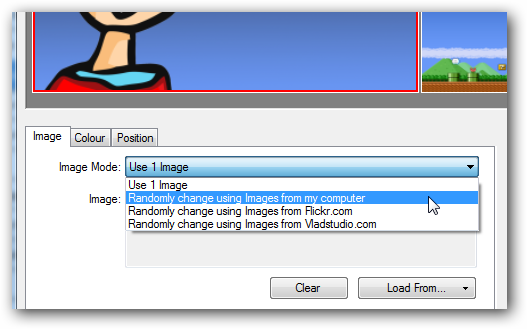 Image Colour Position
Image Mode: Use 1 Image
Use 1 Image
Image: Randomly change using Images from my computer
Randomly change using Images from Flickr.com
Randomly change using Images from Vladstudio.com
Clear Load From...